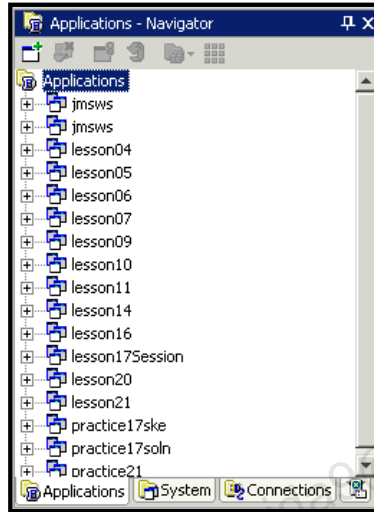 Applications - Navigator
Applications
jmsws
jmsws
lesson04
lesson05
lesson06
lesson07
lesson09
lesson10
lesson11
lesson14
lesson16
lesson17Session
lesson20
lesson21
practice17ske
practice17soln
practice21
Applications System Connections